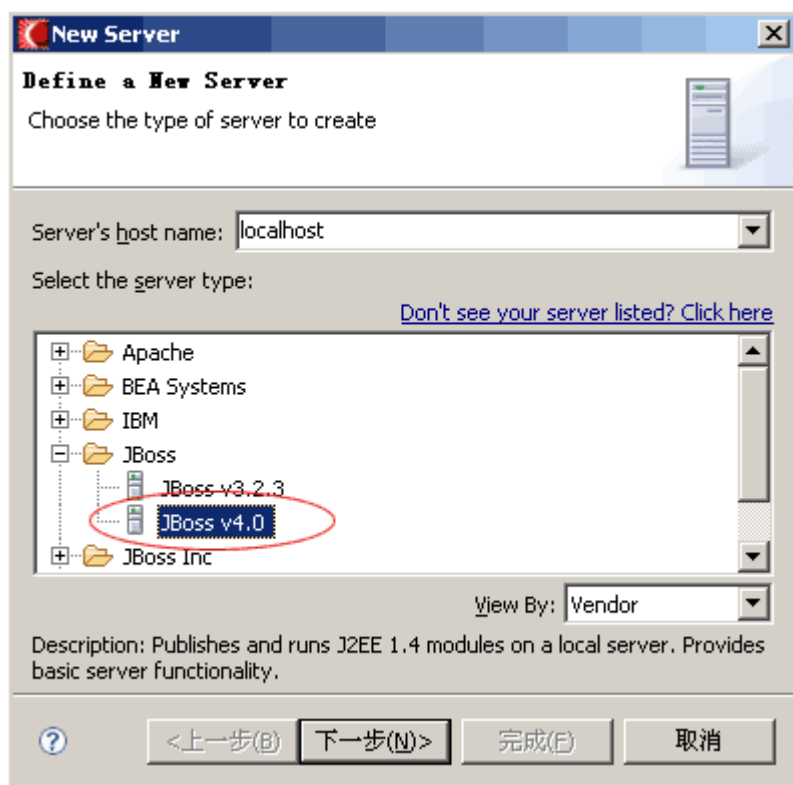 New Server
Define a New Server
Choose the type of server to create
Server's host name: localhost
Select the server type:
Don't see your server listed? Click here
Apache
BEA Systems
IBM
JBoss
JBoss v3.2.3
JBoss v4.0
JBoss Inc
View By: Vendor
Description: Publishes and runs J2EE 1.4 modules on a local server. Provides
basic server functionality.
<上一步(B) 下一步(N)> 完成(F) 取消